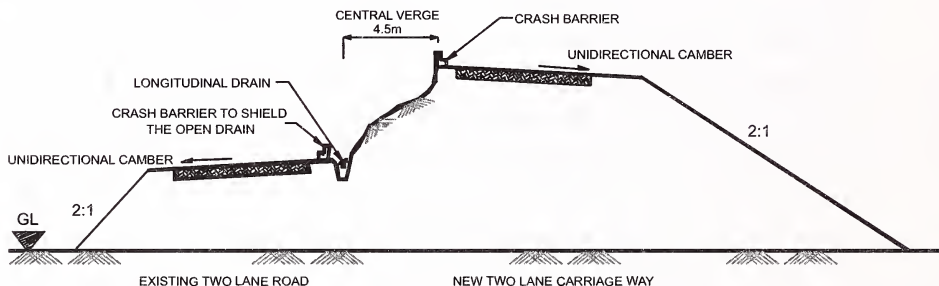 CENTRAL VERGE
4.5m
CRASH BARRIER
UNIDIRECTIONAL CAMBER
LONGITUDINAL DRAIN
CRASH BARRIER TO SHIELD
THE OPEN DRAIN
UNIDIRECTIONAL CAMBER
2:1
2:1
GL
EXISTING TWO LANE ROAD
NEW TWO LANE CARRIAGE WAY